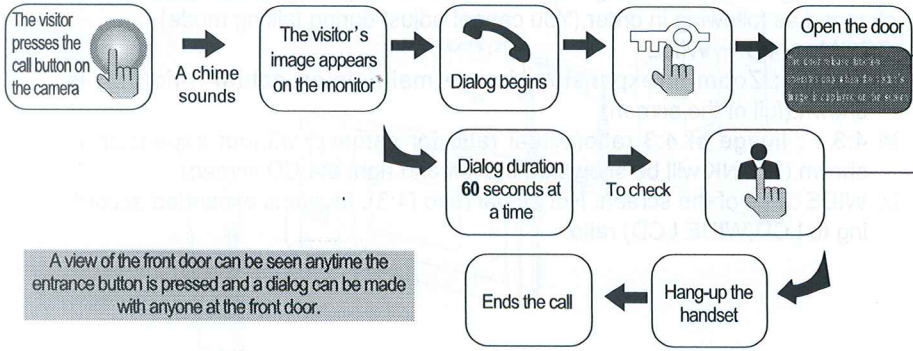 The visitor
presses the
call button on
the camera
A chime
sounds
The visitor's
image appears
on the monitor
Dialog begins
Open the door
Dialog duration
60 seconds at
a time
To check
A view of the front door can be seen anytime the
entrance button is pressed and a dialog can be made
with anyone at the front door.
Ends the call
Hang-up the
handset